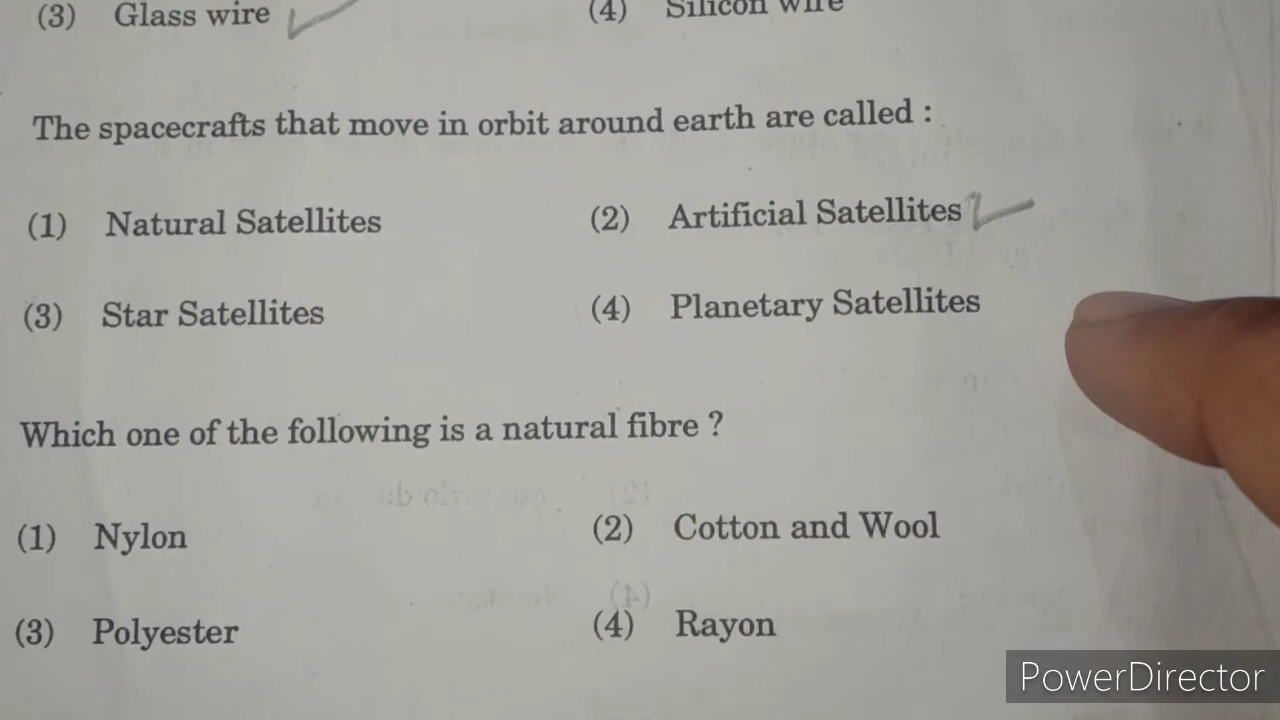 (3) Glass wire (4) Silicon wire
The spacecrafts that move in orbit around earth are called :
(1) Natural Satellites (2) Artificial Satellites
(3) Star Satellites (4) Planetary Satellites
Which one of the following is a natural fibre ?
(1) Nylon (2) Cotton and Wool
(3) Polyester (4) Rayon
PowerDirector